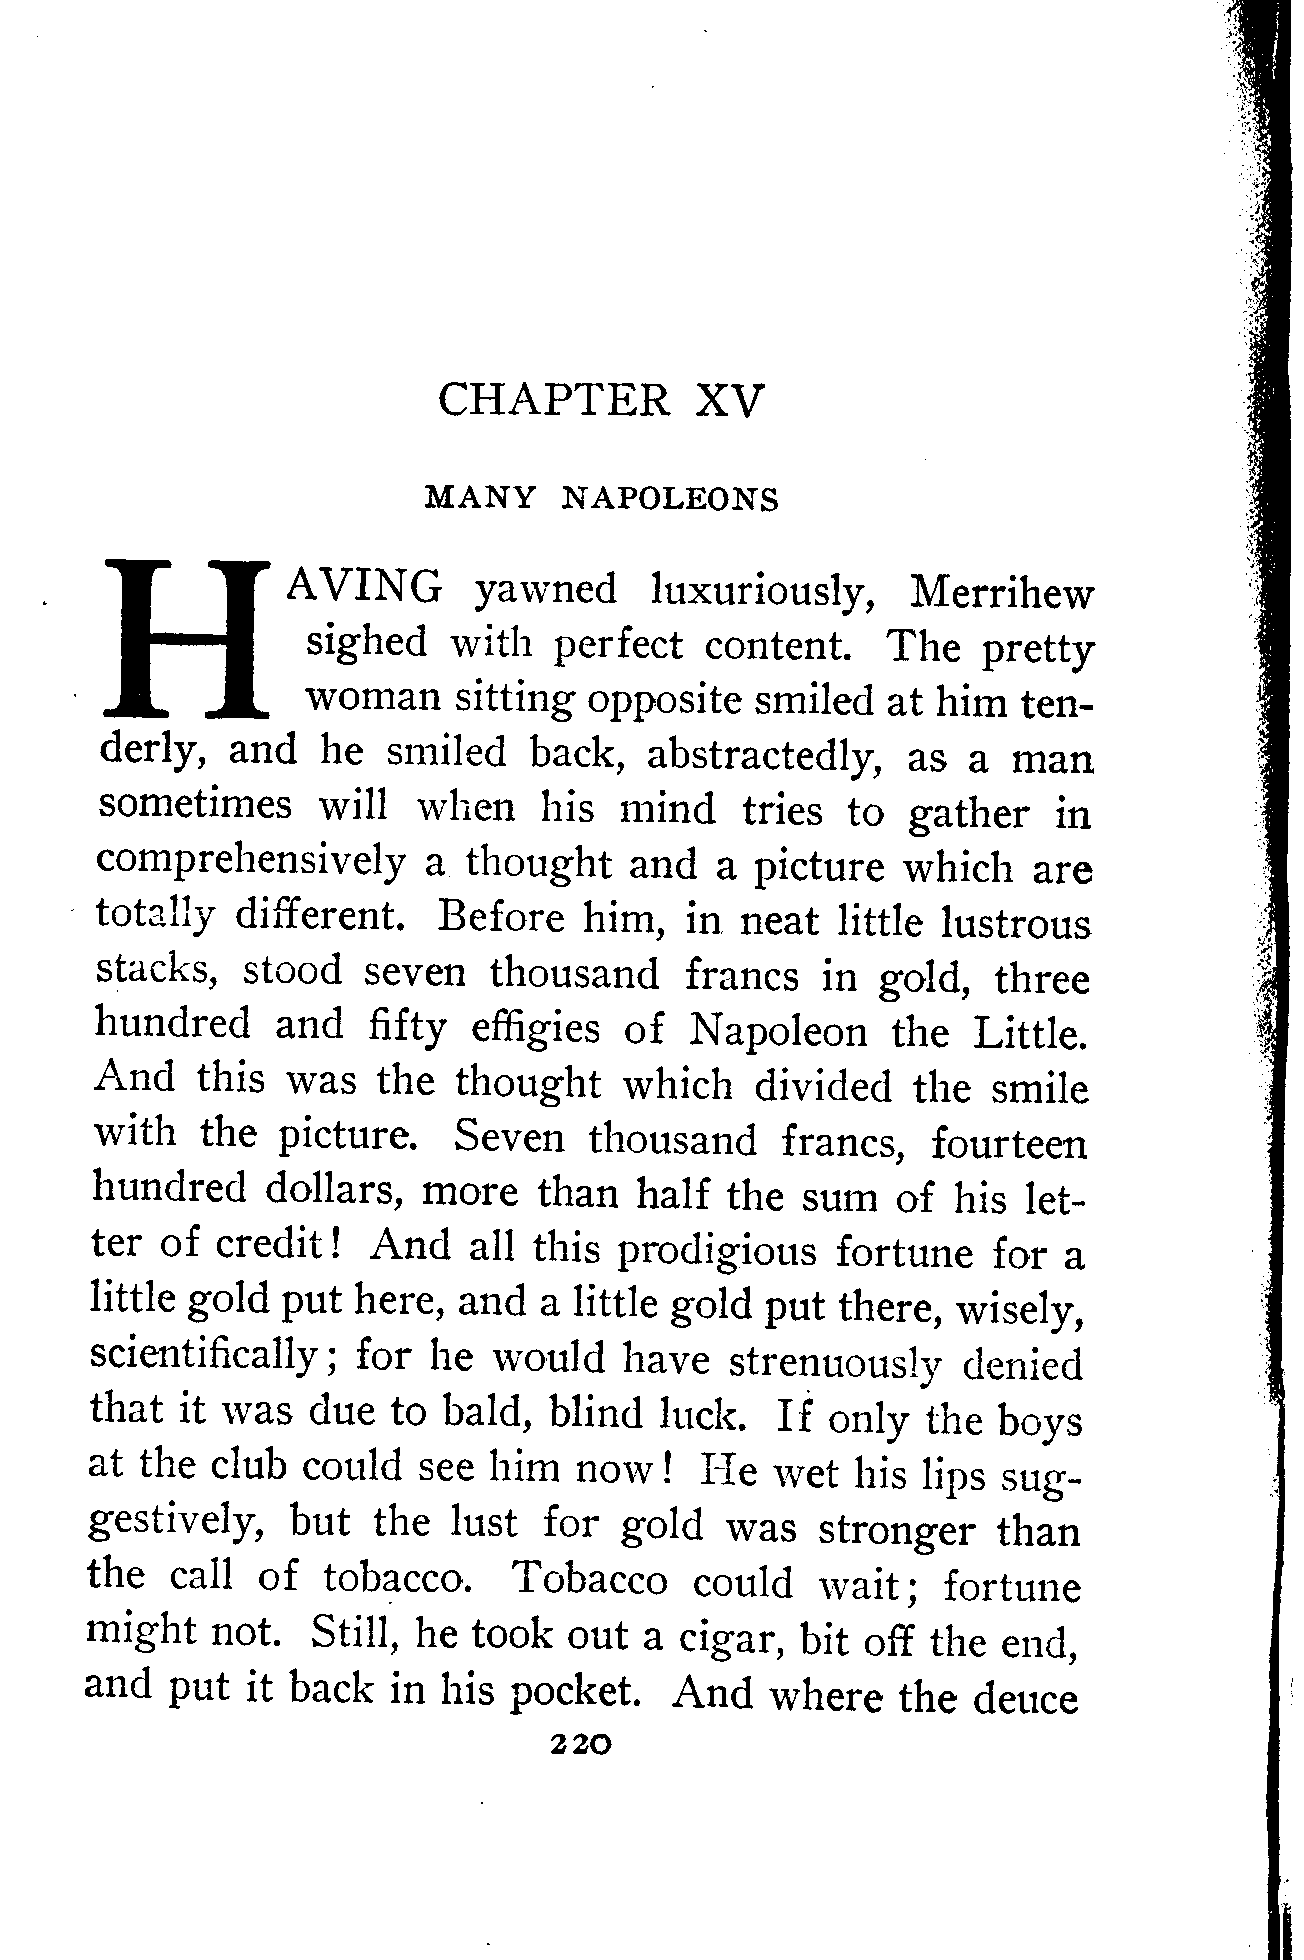 CHAPTER XV
MANY NAPOLEONS
HAVING yawned luxuriously, Merrihew
sighed with perfect content. The pretty
woman sitting opposite smiled at him ten-
derly, and he smiled back, abstractedly, as a man
sometimes will when his mind tries to gather in
comprehensively a thought and a picture which are
totally different. Before him, in neat little lustrous
stacks, stood seven thousand francs in gold, three
hundred and fifty effigies of Napoleon the Little.
And this was the thought which divided the smile
with the picture. Seven thousand francs, fourteen
hundred dollars, more than half the sum of his let-
ter of credit! And all this prodigious fortune for a
little gold put here, and a little gold put there, wisely,
scientifically; for he would have strenuously denied
that it was due to bald, blind luck. If only the boys
at the club could see him now! He wet his lips sug-
gestively, but the lust for gold was stronger than
the call of tobacco. Tobacco could wait; fortune
might not. Still, he took out a cigar, bit off the end,
and put it back in his pocket. And where the deuce
220